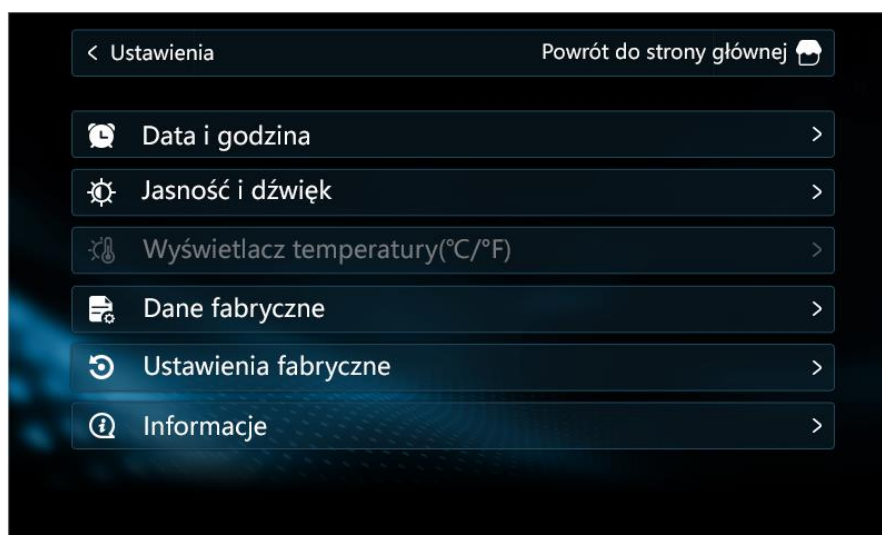 < Ustawienia Powrót do strony głównej
Data i godzina >
Jasność i dźwięk >
Wyświetlacz temperatury(°C/°F) >
Dane fabryczne >
Ustawienia fabryczne >
Informacje >